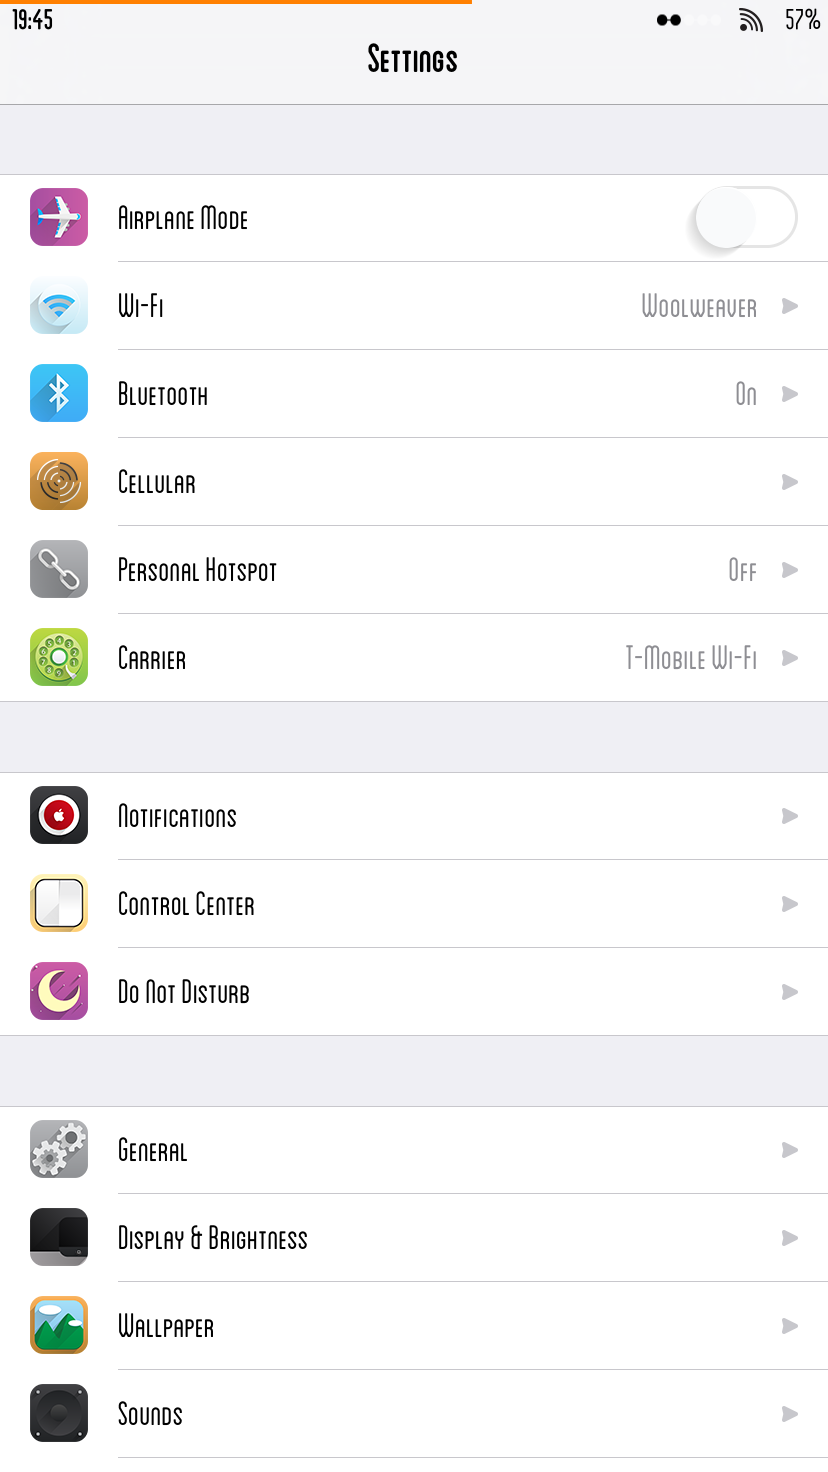 19:45 57%
Settings
Airplane Mode
Wi-Fi Woolweaver
Bluetooth On
Cellular
Personal Hotspot Off
Carrier T-Mobile Wi-Fi
Notifications
Control Center
Do Not Disturb
General
Display & Brightness
Wallpaper
Sounds